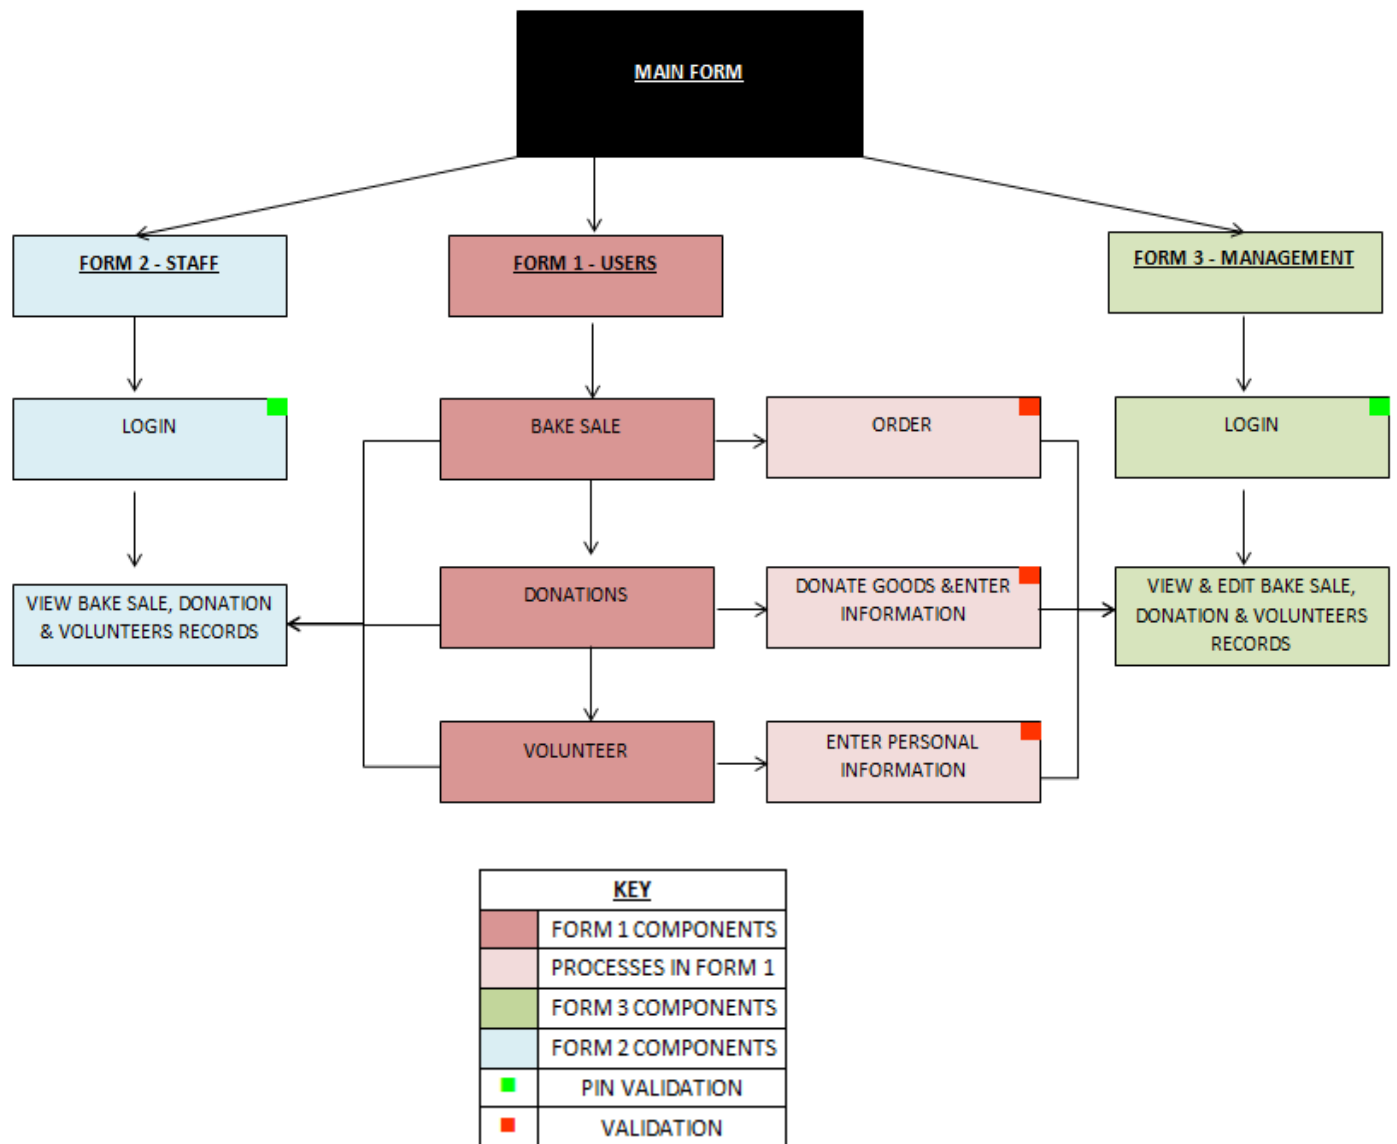 MAIN FORM
FORM 2 - STAFF
FORM 1 - USERS
FORM 3 - MANAGEMENT
LOGIN
BAKE SALE
ORDER
LOGIN
VIEW BAKE SALE, DONATION
& VOLUNTEERS RECORDS
DONATIONS
DONATE GOODS &ENTER
INFORMATION
VIEW & EDIT BAKE SALE,
DONATION & VOLUNTEERS
RECORDS
VOLUNTEER
ENTER PERSONAL
INFORMATION
KEY
FORM 1 COMPONENTS
PROCESSES IN FORM 1
FORM 3 COMPONENTS
FORM 2 COMPONENTS
PIN VALIDATION
VALIDATION